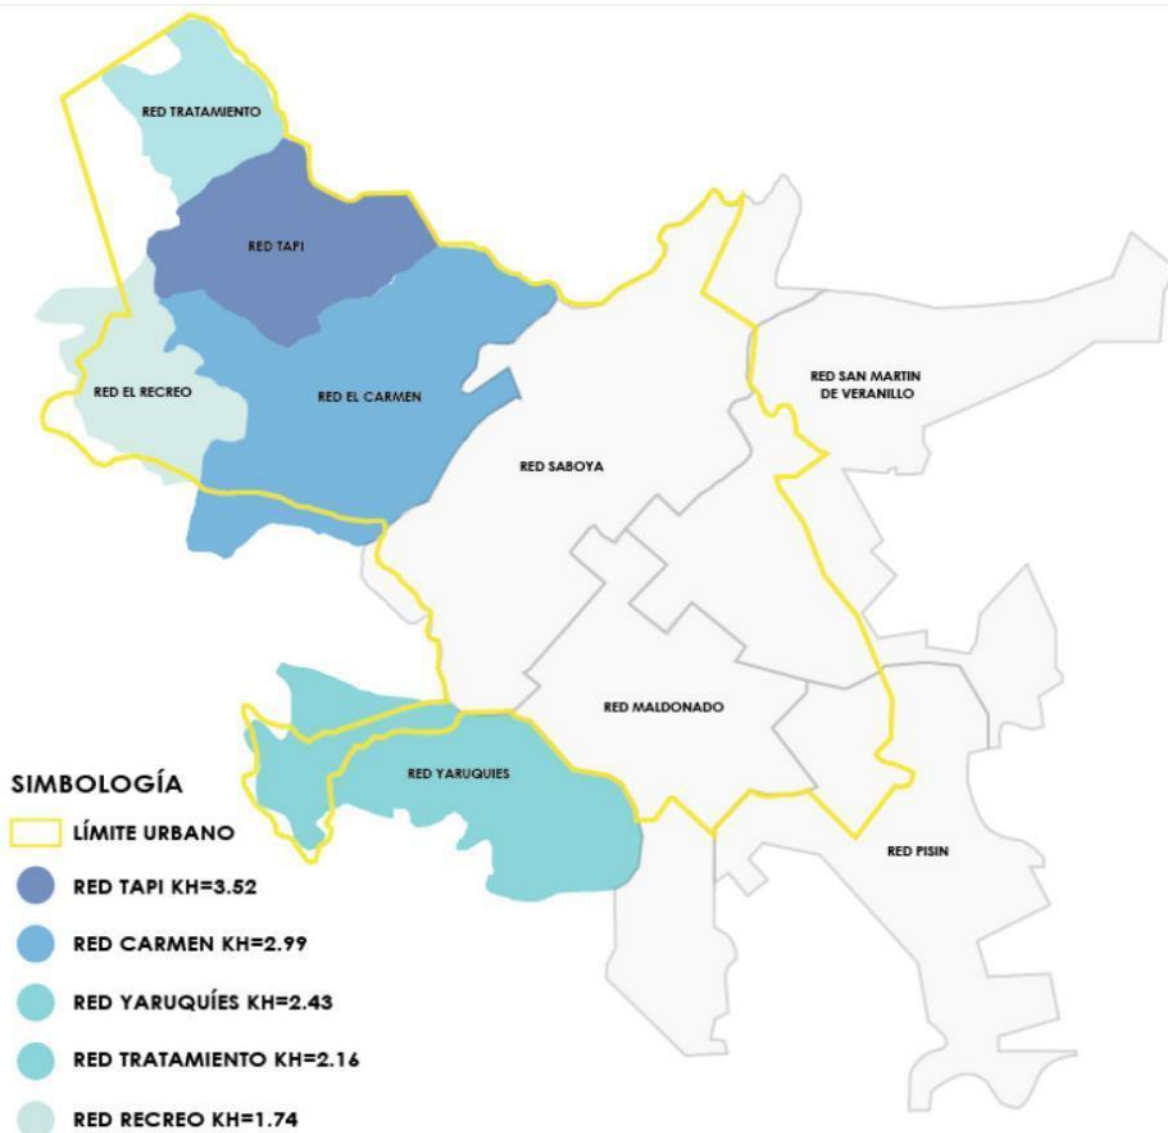 RED TRATAMIENTO
RED TAPI
RED EL RECREO
RED EL CARMEN
RED SAN MARTIN
DE VERANILLO
RED SABOYA
RED MALDONADO
RED YARUQUIES
RED PISIN
SIMBOLOGÍA
LÍMITE URBANO
RED TAPI KH=3.52
RED CARMEN KH=2.99
RED YARUQUÍES KH=2.43
RED TRATAMIENTO KH=2.16
RED RECREO KH=1.74